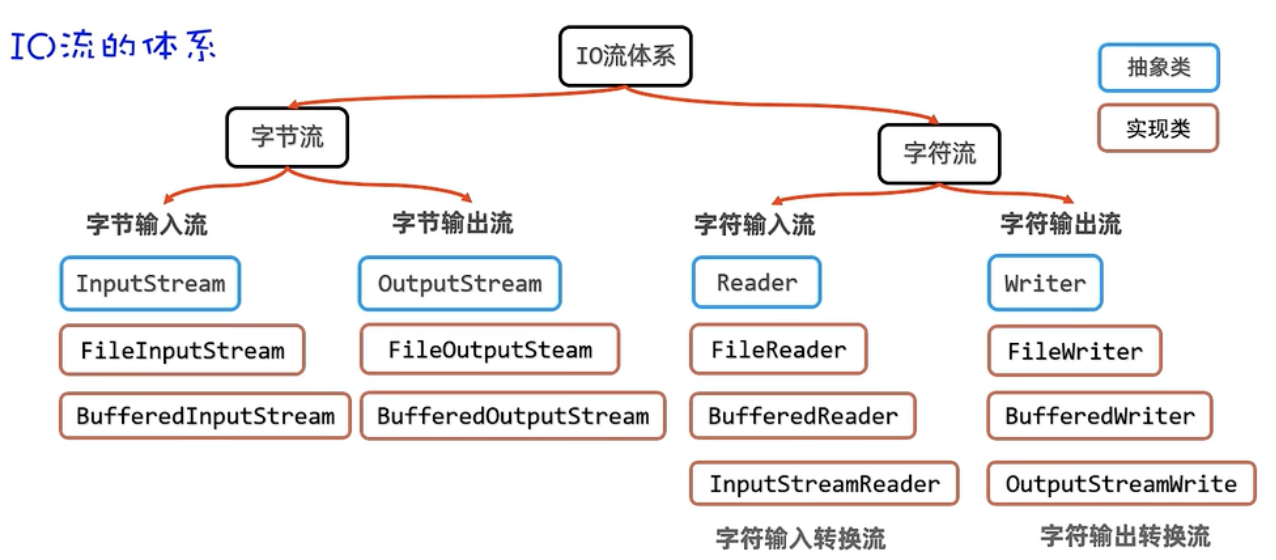 IO流的体系
IO流体系
抽象类
实现类
字节流
字符流
字节输入流
字节输出流
字符输入流
字符输出流
InputStream
OutputStream
Reader
Writer
FileInputStream
FileOutputSteam
FileReader
FileWriter
BufferedInputStream
BufferedOutputStream
BufferedReader
BufferedWriter
InputStreamReader
OutputStreamWrite
字符输入转换流
字符输出转换流